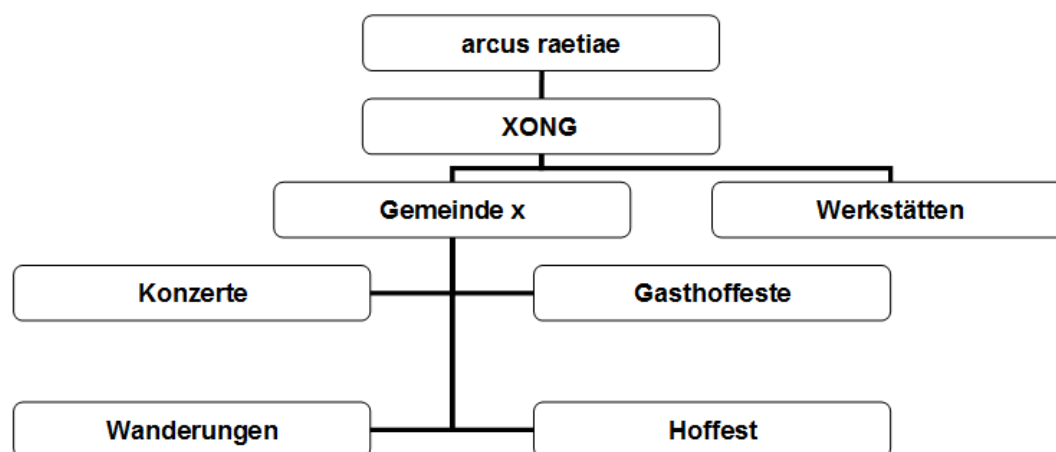 arcus raetiae
XONG
Gemeinde x
Werkstätten
Konzerte
Gasthoffeste
Wanderungen
Hoffest